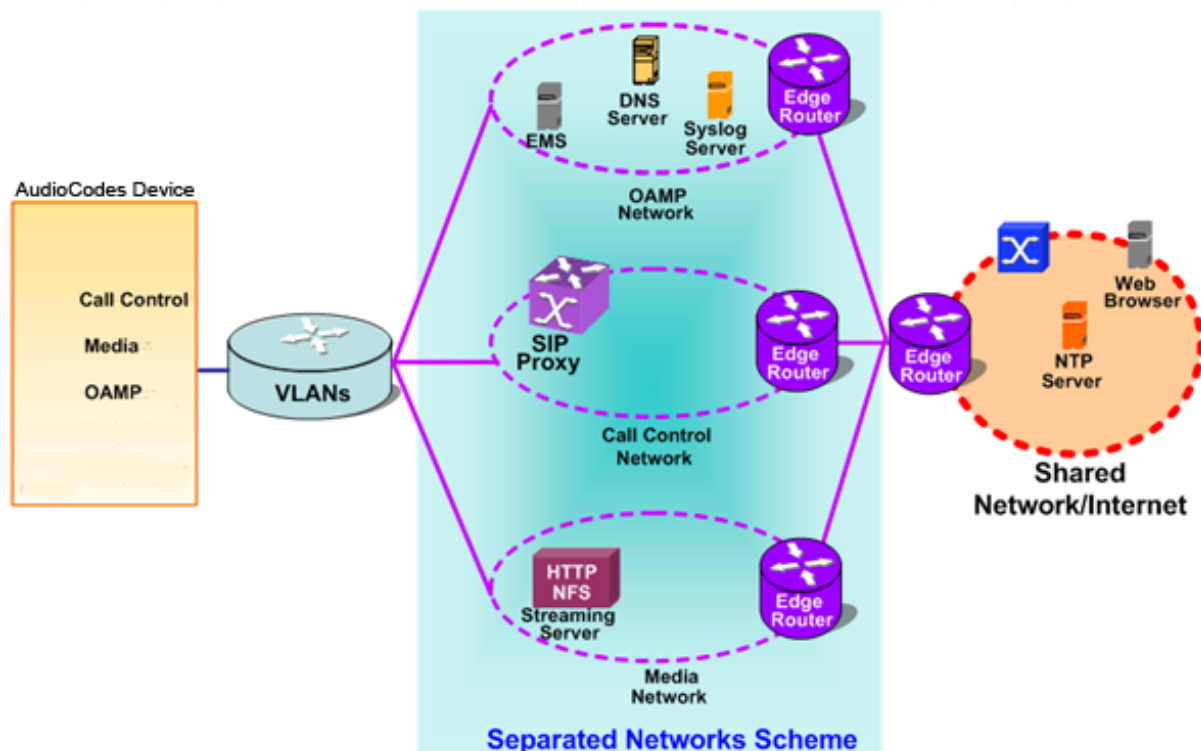 AudioCodes Device
Call Control
Media
OAMP
VLANs
EMS
DNS
Server
Syslog
Server
Edge
Router
OAMP
Network
SIP
Proxy
Edge
Router
Call Control
Network
HTTP
NFS
Streaming
Server
Edge
Router
Media
Network
Separated Networks Scheme
Edge
Router
Web
Browser
NTP
Server
Shared
Network/Internet